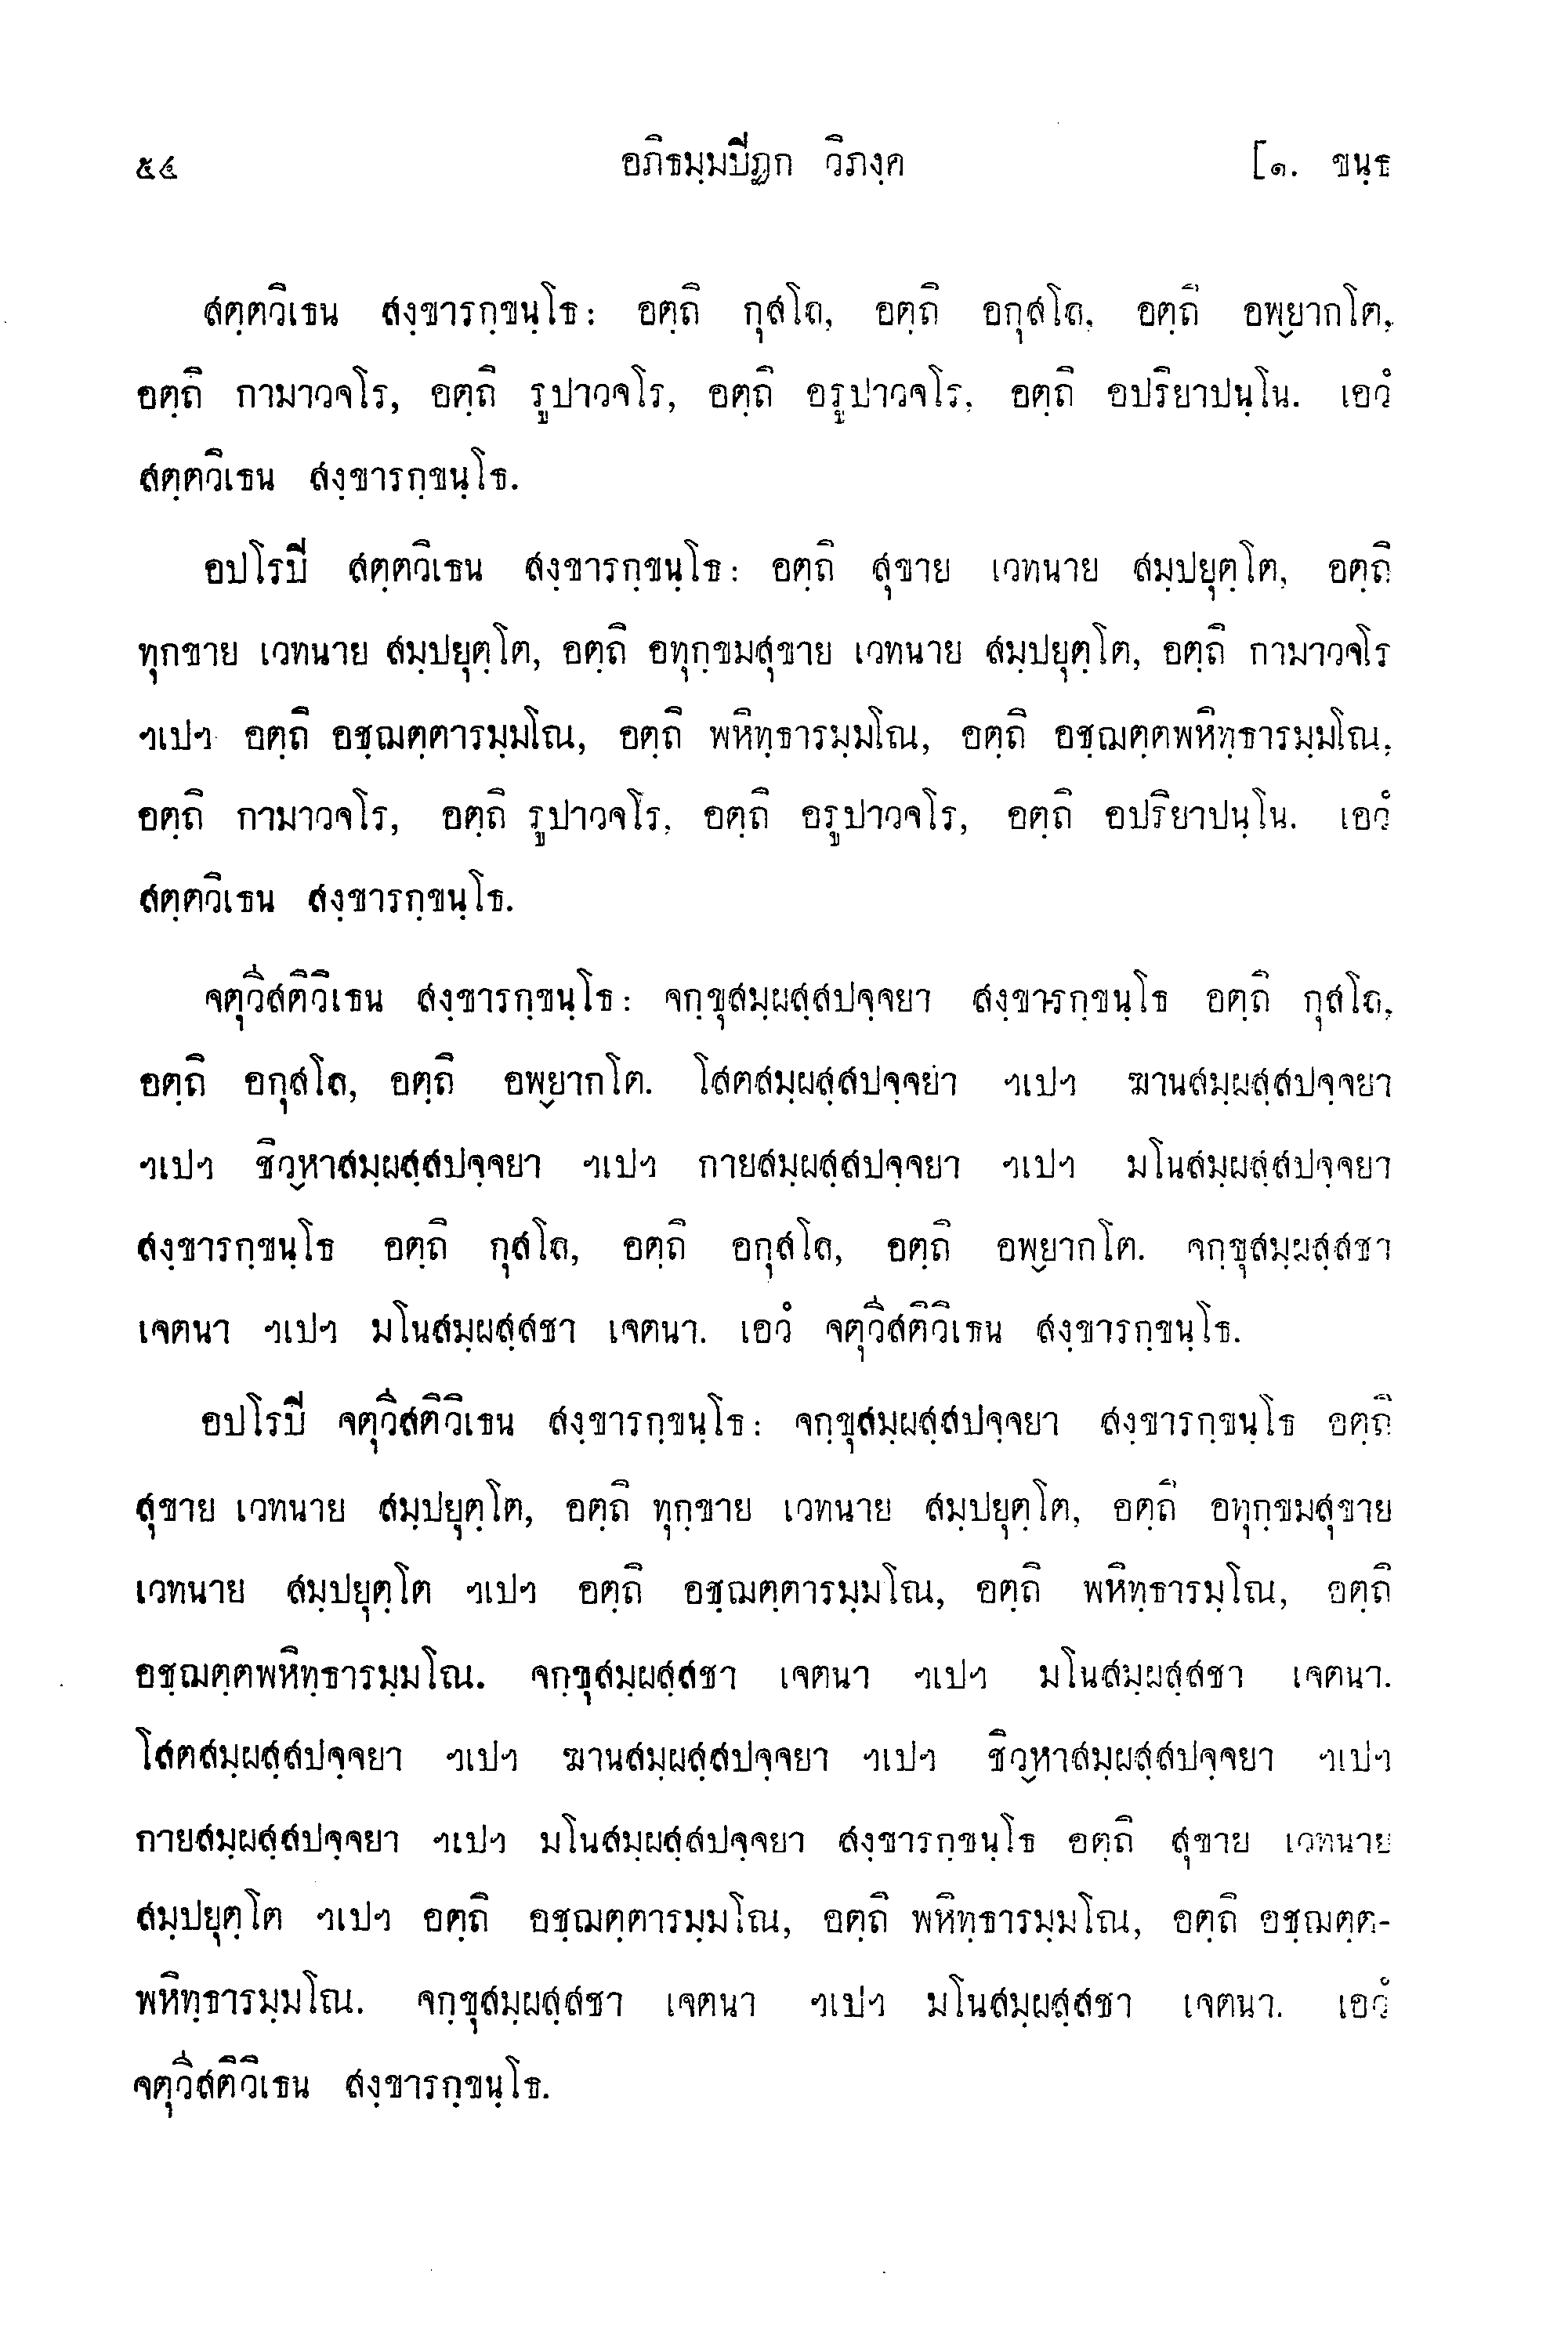 ๕๔ อภิธมฺมปิฏก วิภงฺค [๑. ขนฺธ
สตฺตวิเธน สงฺขารกฺขนฺโธ: อตฺถิ กุสโล, อตฺถิ อกุสโล, อตฺถิ อพฺยากโต,
อตฺถิ กามาวจโร, อตฺถิ รูปาวจโร, อตฺถิ อรูปาวจโร, อตฺถิ อปริยาปนฺโน. เอวํ
สตฺตวิเธน สงฺขารกฺขนฺโธ.
อปโรปิ สตฺตวิเธน สงฺขารกฺขนฺโธ: อตฺถิ สุขาย เวทนาย สมฺปยุตฺโต, อตฺถิ
ทุกขาย เวทนาย สมฺปยุตฺโต, อตฺถิ อทุกฺขมสุขาย เวทนาย สมฺปยุตฺโต, อตฺถิ กามาวจโร
ฯเปฯ อตฺถิ อชฺฌตฺตารมฺมโณ, อตฺถิ พหิทฺธารมฺมโณ, อตฺถิ อชฺฌตฺตพหิทฺธารมฺมโณ,
อตฺถิ กามาวจโร, อตฺถิ รูปาวจโร, อตฺถิ อรูปาวจโร, อตฺถิ อปริยาปนฺโน. เอวํ
สตฺตวิเธน สงฺขารกฺขนฺโธ.
จตุวีสติวิเธน สงฺขารกฺขนฺโธ: จกฺขุสมฺผสฺสปจฺจยา สงฺขารกฺขนฺโธ อตฺถิ กุสโล,
อตฺถิ อกุสโล, อตฺถิ อพฺยากโต. โสตสมฺผสฺสปจฺจยา ฯเปฯ ฆานสมฺผสฺสปจฺจยา
ฯเปฯ ชิวฺหาสมฺผสฺสปจฺจยา ฯเปฯ กายสมฺผสฺสปจฺจยา ฯเปฯ มโนสมฺผสฺสปจฺจยา
สงฺขารกฺขนฺโธ อตฺถิ กุสโล, อตฺถิ อกุสโล, อตฺถิ อพฺยากโต. จกฺขุสมฺผสฺสชา
เจตนา ฯเปฯ มโนสมฺผสฺสชา เจตนา. เอวํ จตุวีสติวิเธน สงฺขารกฺขนฺโธ.
อปโรปิ จตุวีสติวิเธน สงฺขารกฺขนฺโธ: จกฺขุสมฺผสฺสปจฺจยา สงฺขารกฺขนฺโธ อตฺถิ
สุขาย เวทนาย สมฺปยุตฺโต, อตฺถิ ทุกฺขาย เวทนาย สมฺปยุตฺโต, อตฺถิ อทุกฺขมสุขาย
เวทนาย สมฺปยุตฺโต ฯเปฯ อตฺถิ อชฺฌตฺตารมฺมโณ, อตฺถิ พหิทฺธารมฺโณ, อตฺถิ
อชฺฌตฺตพหิทฺธารมฺมโณ. จกฺขุสมฺผสฺสชา เจตนา ฯเปฯ มโนสมฺผสฺสชา เจตนา.
โสตสมฺผสฺสปจฺจยา ฯเปฯ ฆานสมฺผสฺสปจฺจยา ฯเปฯ ชิวฺหาสมฺผสฺสปจฺจยา ฯเปฯ
กายสมฺผสฺสปจฺจยา ฯเปฯ มโนสมฺผสฺสปจฺจยา สงฺขารกฺขนฺโธ อตฺถิ สุขาย เวทนาย
สมฺปยุตฺโต ฯเปฯ อตฺถิ อชฺฌตฺตารมฺมโณ, อตฺถิ พหิทฺธารมฺมโณ, อตฺถิ อชฺฌตฺต-
พหิทฺธารมฺมโณ. จกฺขุสมฺผสฺสชา เจตนา ฯเปฯ มโนสมฺผสฺสชา เจตนา. เอวํ
จตุวีสติวิเธน สงฺขารกฺขนฺโธ.